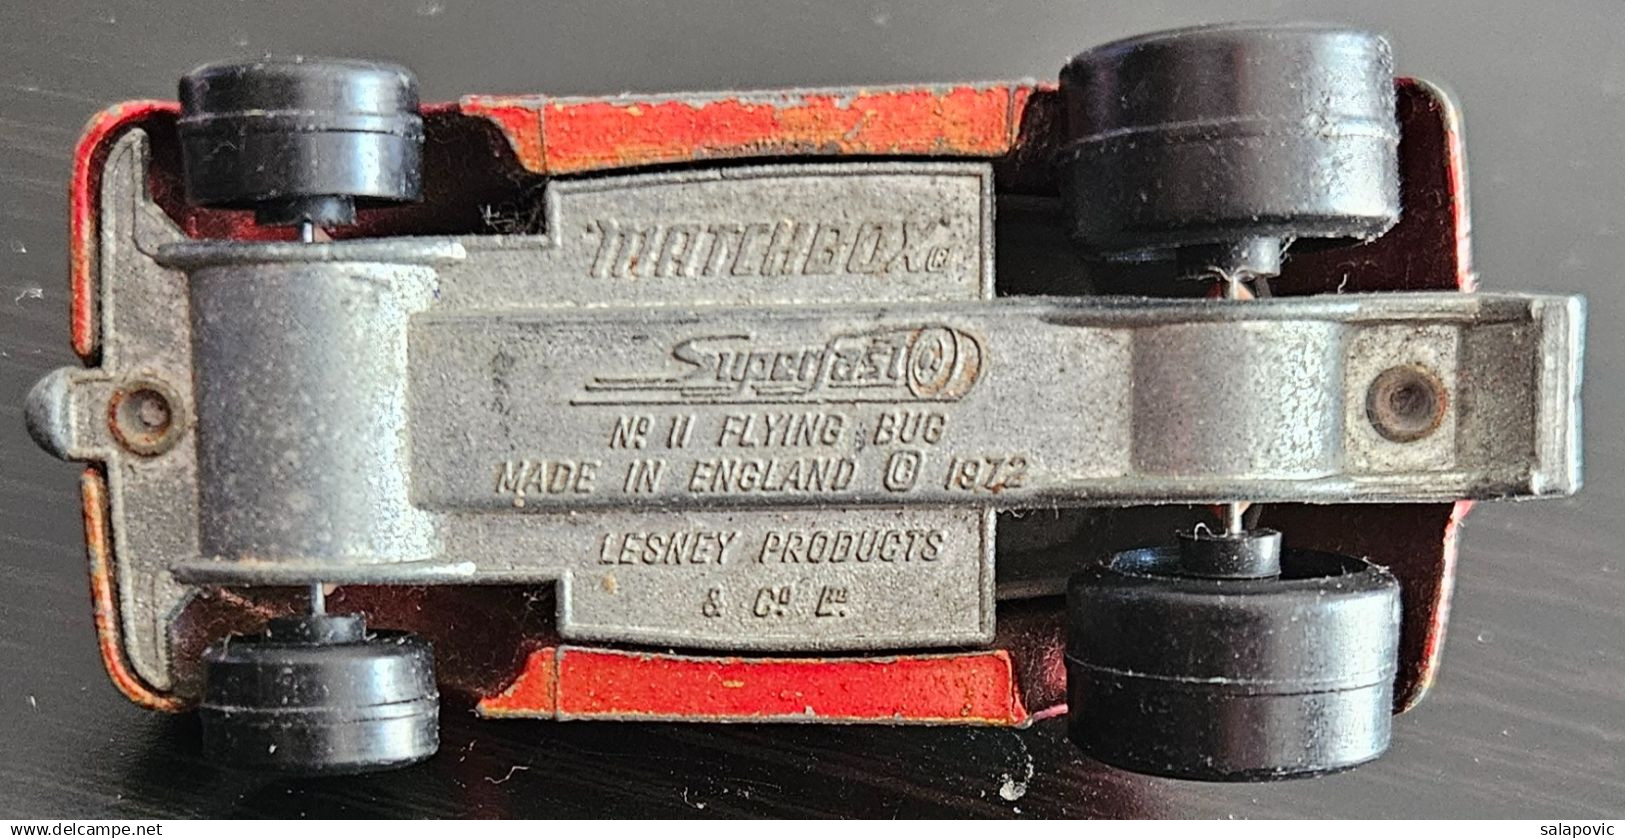 MATCHBOX ®
Superfast ®
Nº 11 FLYING BUG
MADE IN ENGLAND © 1972
LESNEY PRODUCTS
& Cº Lᴰ
www.delcampe.net
salapovic